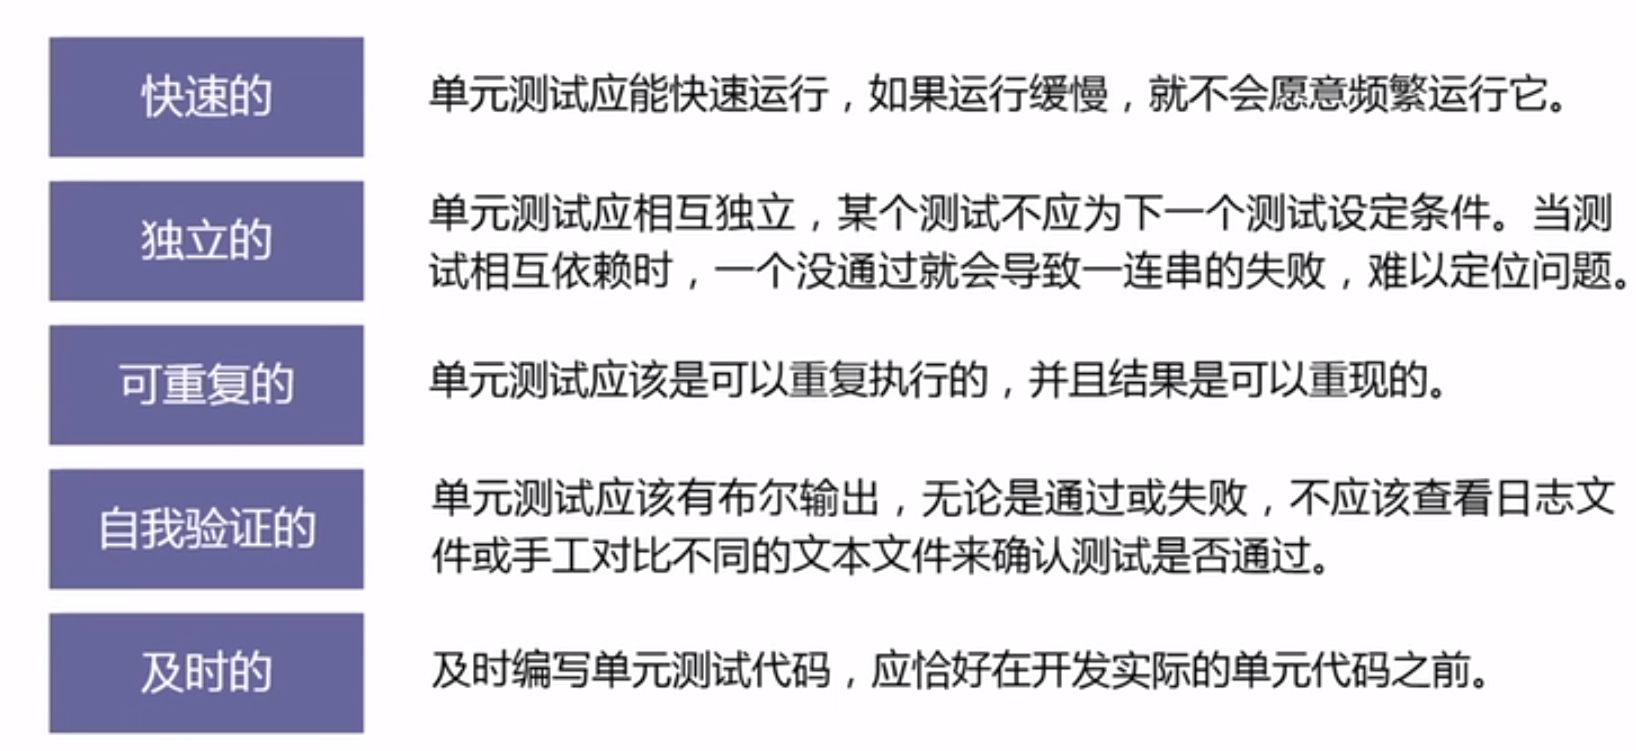 快速的
单元测试应能快速运行，如果运行缓慢，就不会愿意频繁运行它。
独立的
单元测试应相互独立，某个测试不应为下一个测试设定条件。当测
试相互依赖时，一个没通过就会导致一连串的失败，难以定位问题。
可重复的
单元测试应该是可以重复执行的，并且结果是可以重现的。
自我验证的
单元测试应该有布尔输出，无论是通过或失败，不应该查看日志文
件或手工对比不同的文本文件来确认测试是否通过。
及时的
及时编写单元测试代码，应恰好在开发实际的单元代码之前。